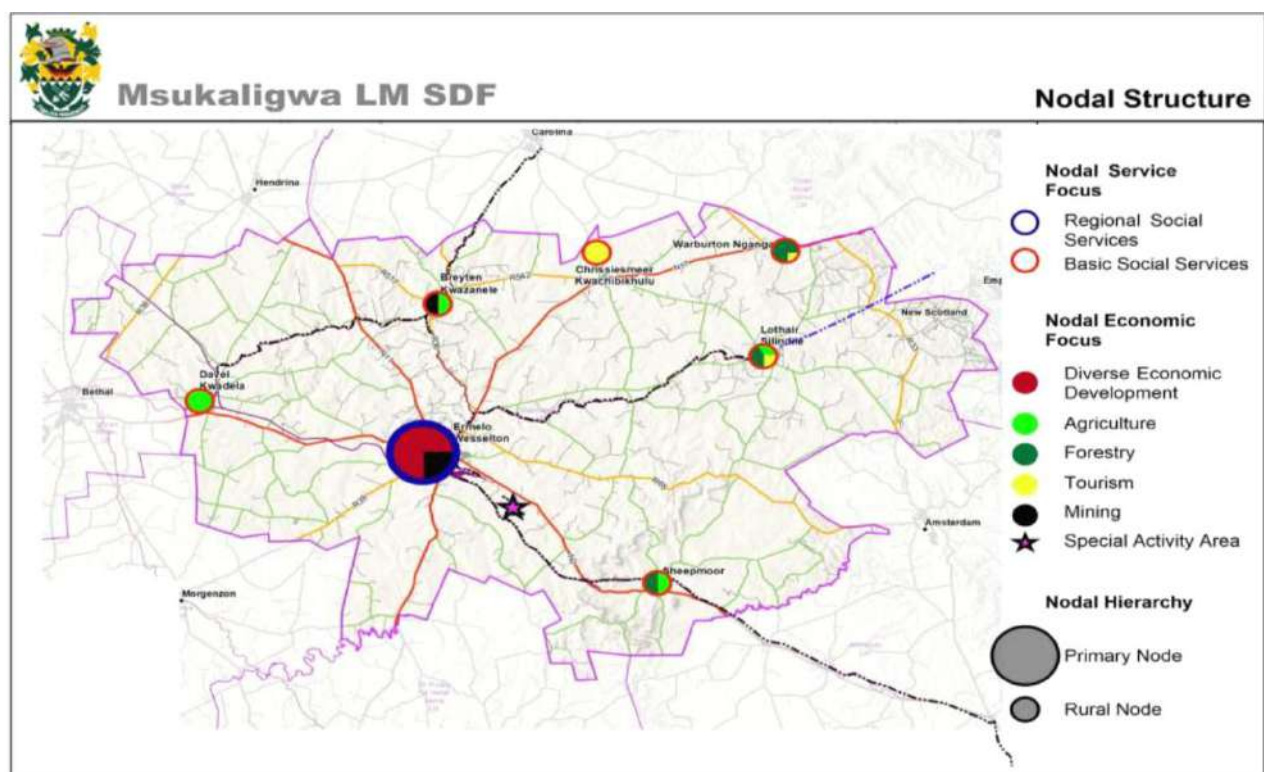 Msukaligwa LM SDF
Nodal Structure
Carolina
Hendrina
Warburton Nganga
Breyten
Kwazanele
Chrissiesmeer
Kwachibikhulu
N17
New Scotland
Lothair
Silindile
Davel
Kwadela
Bethal
Ermelo
Wesselton
Amsterdam
Sheepmoor
Morgenzon
Nodal Service
Focus
Regional Social
Services
Basic Social Services
Nodal Economic
Focus
Diverse Economic
Development
Agriculture
Forestry
Tourism
Mining
Special Activity Area
Nodal Hierarchy
Primary Node
Rural Node